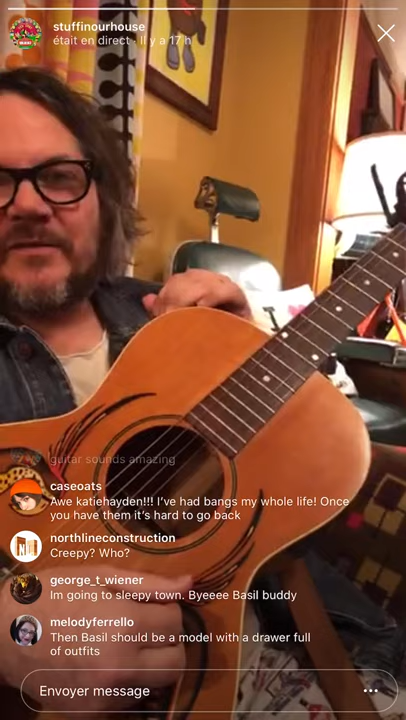 stuffinourhouse
était en direct · Il y a 17 h
guitar sounds amazing
caseoats
Awe katiehayden!!! I've had bangs my whole life! Once
you have them it's hard to go back
northlineconstruction
Creepy? Who?
george_t_wiener
Im going to sleepy town. Byeeee Basil buddy
melodyferrello
Then Basil should be a model with a drawer full
of outfits
Envoyer message